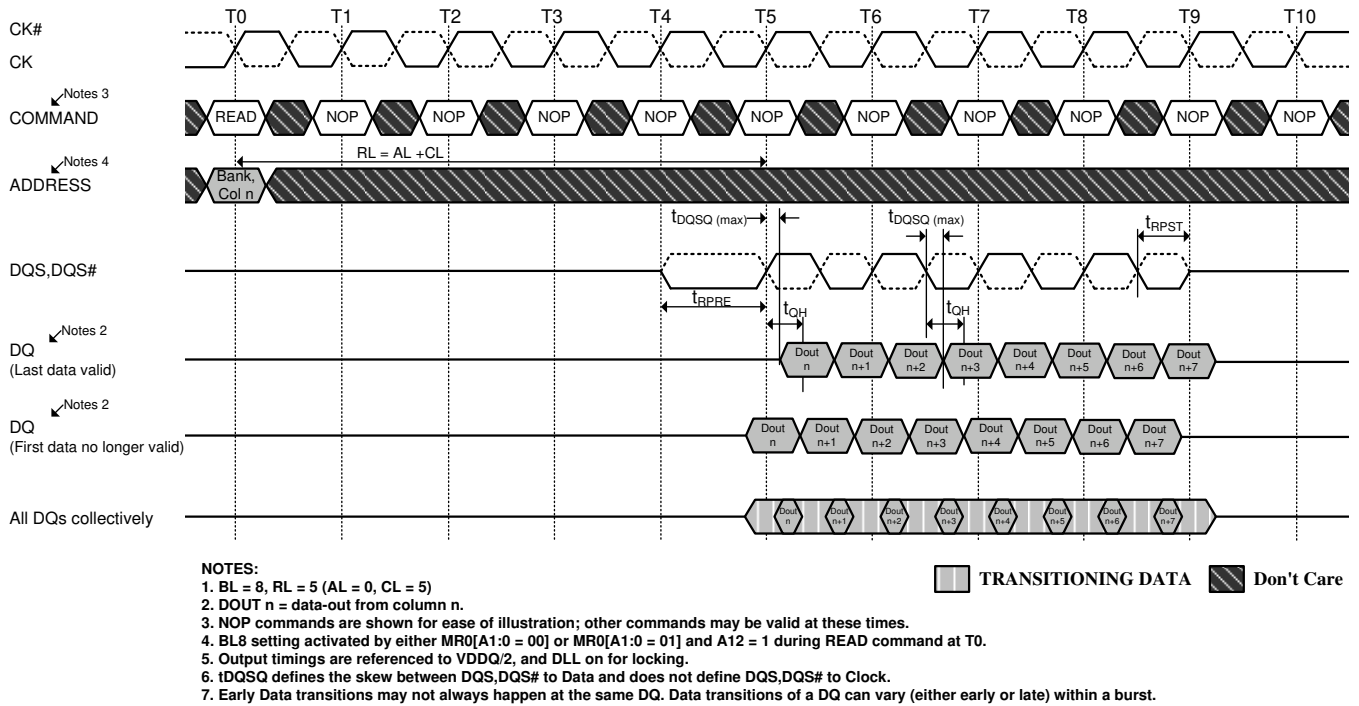 T0 T1 T2 T3 T4 T5 T6 T7 T8 T9 T10
CK#
CK
Notes 3
COMMAND
READ NOP NOP NOP NOP NOP NOP NOP NOP NOP NOP
RL = AL +CL
Notes 4
ADDRESS
Bank,
Col n
tDQSQ (max) tDQSQ (max) tRPST
DQS,DQS#
tRPRE tQH tQH
Notes 2
DQ
(Last data valid)
Dout Dout Dout Dout Dout Dout Dout Dout
n n+1 n+2 n+3 n+4 n+5 n+6 n+7
Notes 2
DQ
(First data no longer valid)
Dout Dout Dout Dout Dout Dout Dout Dout
n n+1 n+2 n+3 n+4 n+5 n+6 n+7
All DQs collectively
Dout Dout Dout Dout Dout Dout Dout Dout
n n+1 n+2 n+3 n+4 n+5 n+6 n+7
TRANSITIONING DATA Don't Care
NOTES:
1. BL = 8, RL = 5 (AL = 0, CL = 5)
2. DOUT n = data-out from column n.
3. NOP commands are shown for ease of illustration; other commands may be valid at these times.
4. BL8 setting activated by either MR0[A1:0 = 00] or MR0[A1:0 = 01] and A12 = 1 during READ command at T0.
5. Output timings are referenced to VDDQ/2, and DLL on for locking.
6. tDQSQ defines the skew between DQS,DQS# to Data and does not define DQS,DQS# to Clock.
7. Early Data transitions may not always happen at the same DQ. Data transitions of a DQ can vary (either early or late) within a burst.